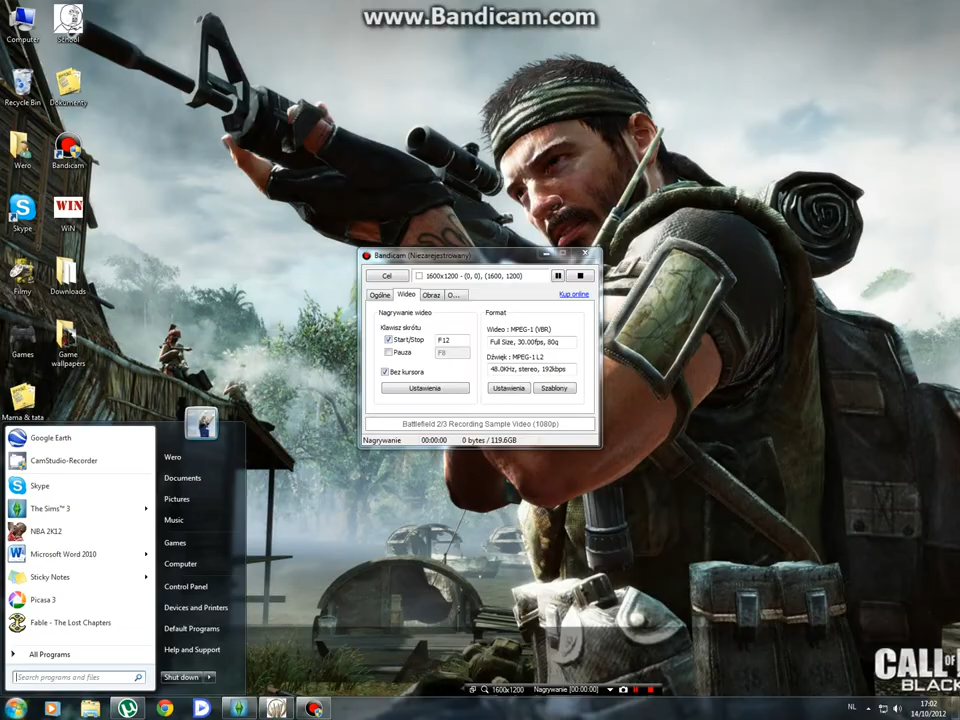 www.Bandicam.com
Computer
School
Recycle Bin
Dokumenty
Wero
Bandicam
Skype
WIN
WiN
Filmy
Downloads
Games
Game wallpapers
Mama & tata
Bandicam (Niezarejestrowany)
Cel
1600x1200 - (0, 0), (1600, 1200)
Ogólne
Wideo
Obraz
O...
Kup online
Nagrywanie wideo
Klawisz skrótu
Start/Stop
F12
Pauza
F8
Bez kursora
Ustawienia
Format
Wideo : MPEG-1 (VBR)
Full Size, 30.00fps, 80q
Dźwięk : MPEG-1 L2
48.0KHz, stereo, 192kbps
Ustawienia
Szablony
Battlefield 2/3 Recording Sample Video (1080p)
Nagrywanie
00:00:00
0 bytes / 119.6GB
Google Earth
CamStudio-Recorder
Skype
The Sims™ 3
NBA 2K12
Microsoft Word 2010
Sticky Notes
Picasa 3
Fable - The Lost Chapters
All Programs
Search programs and files
Wero
Documents
Pictures
Music
Games
Computer
Control Panel
Devices and Printers
Default Programs
Help and Support
Shut down
1600x1200
Nagrywanie [00:00:00]
CALL OF
BLACK
NL
17:02
14/10/2012